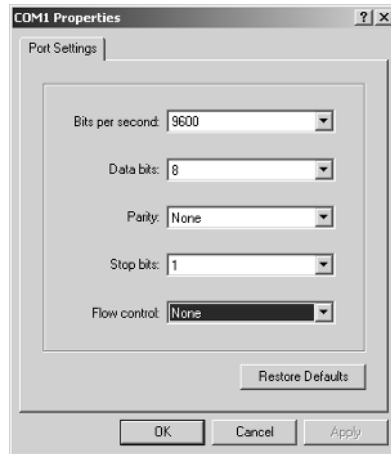 COM1 Properties
Port Settings
Bits per second: 9600
Data bits: 8
Parity: None
Stop bits: 1
Flow control: None
Restore Defaults
OK Cancel Apply